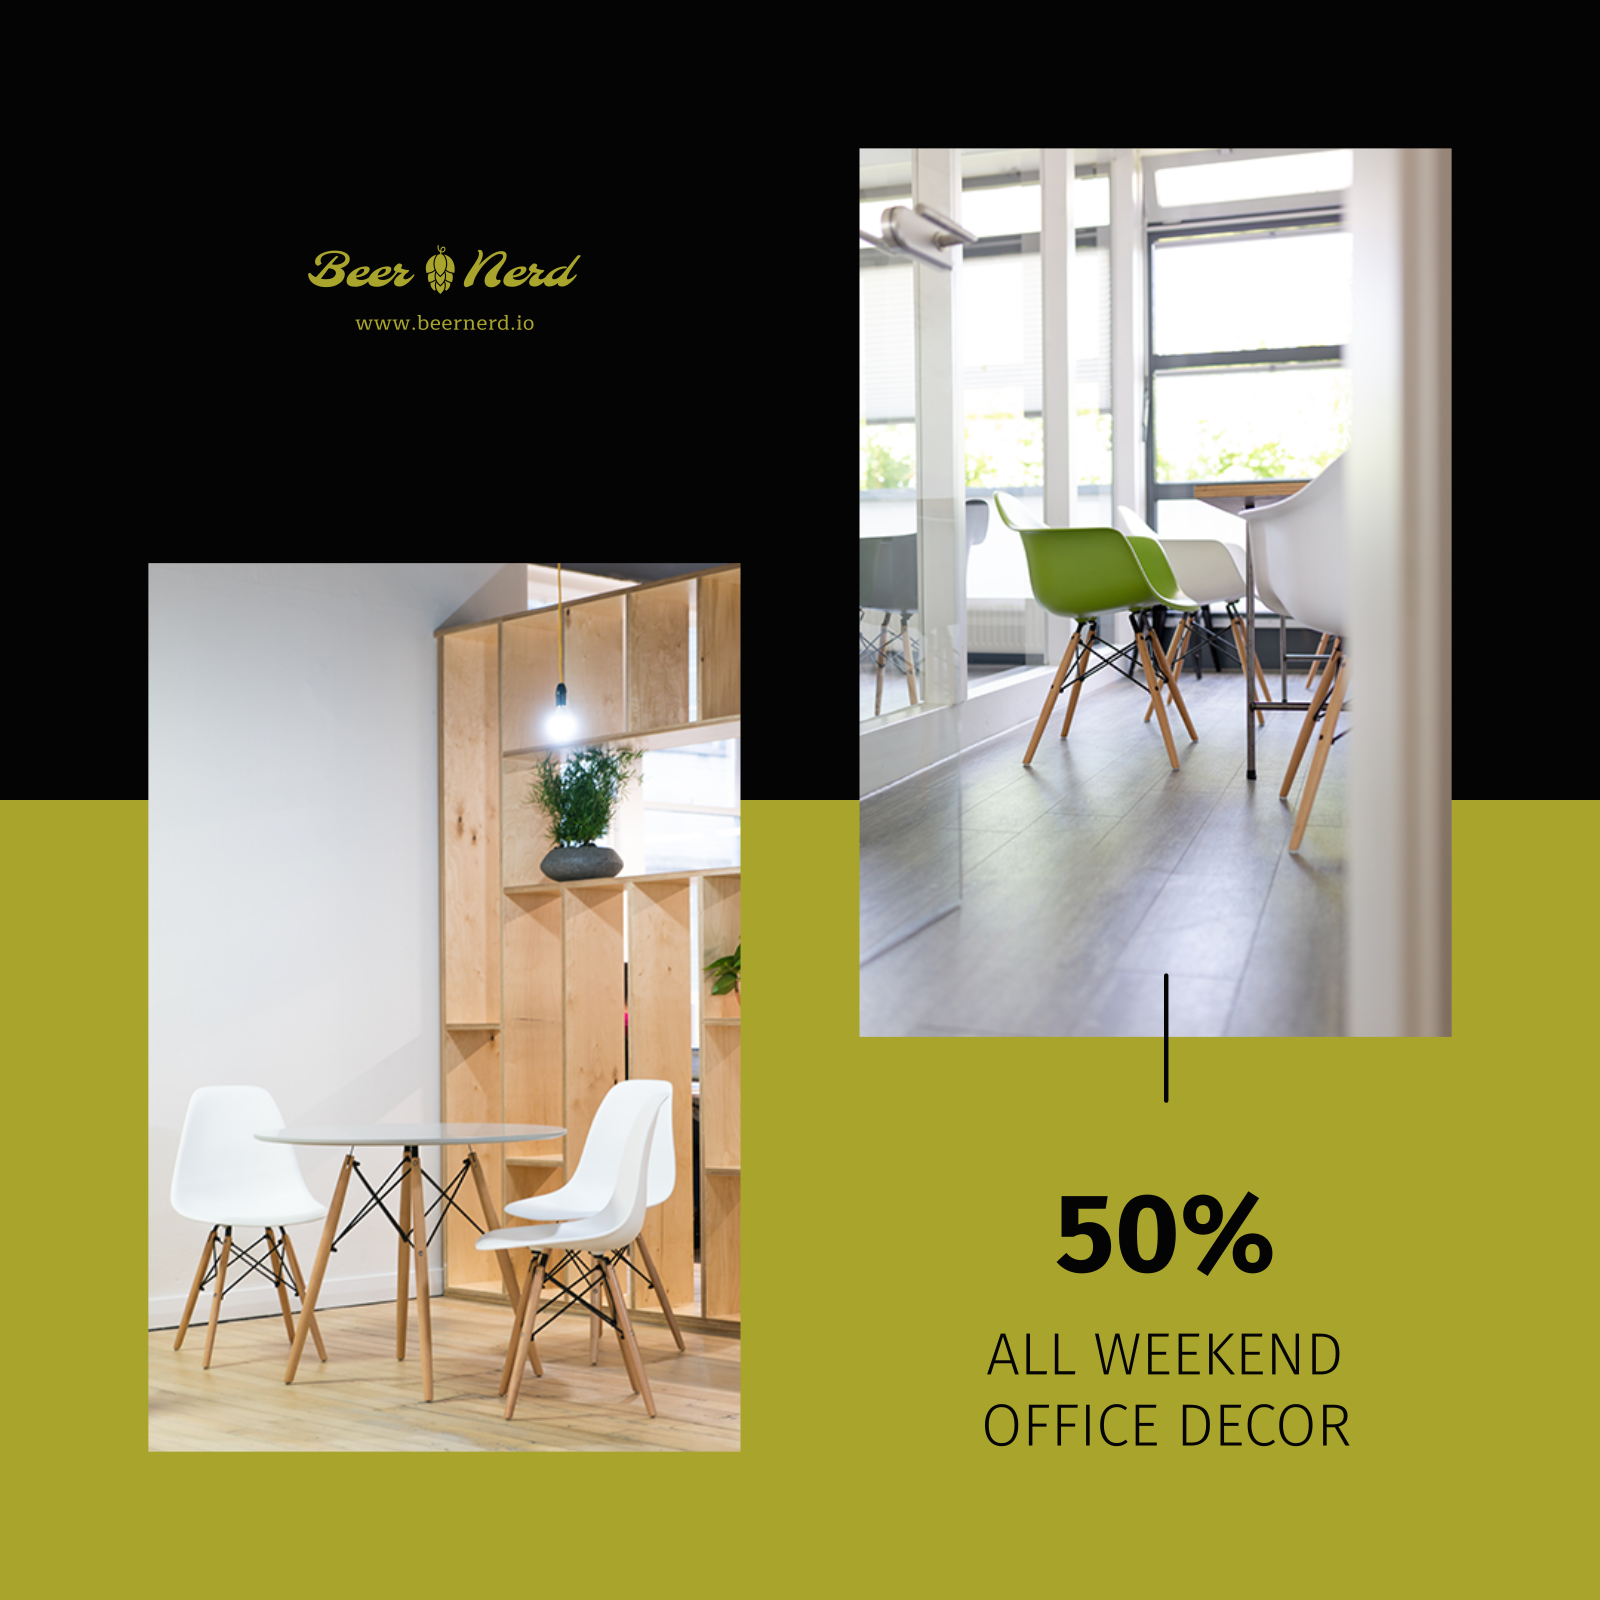 Beer Nerd
www.beernerd.io
50%
ALL WEEKEND
OFFICE DECOR